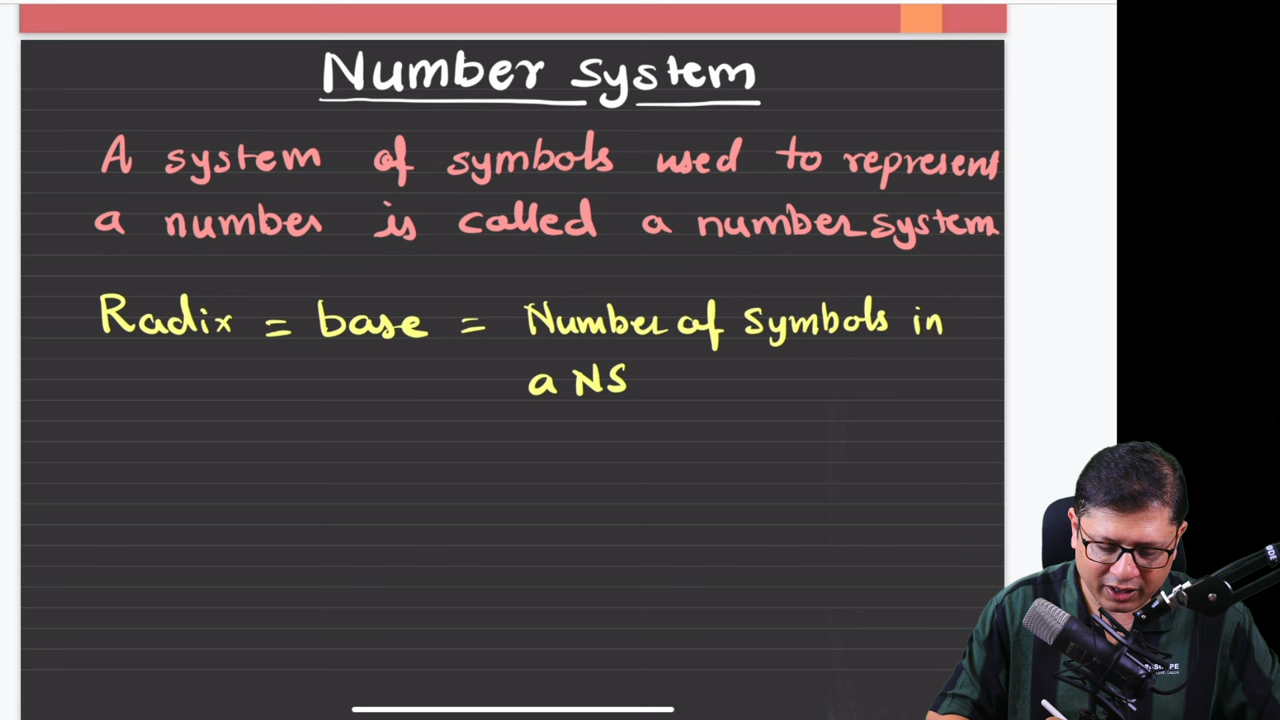 Number system
A system of symbols used to represent
a number is called a number system
Radix = base = Number of symbols in
a NS